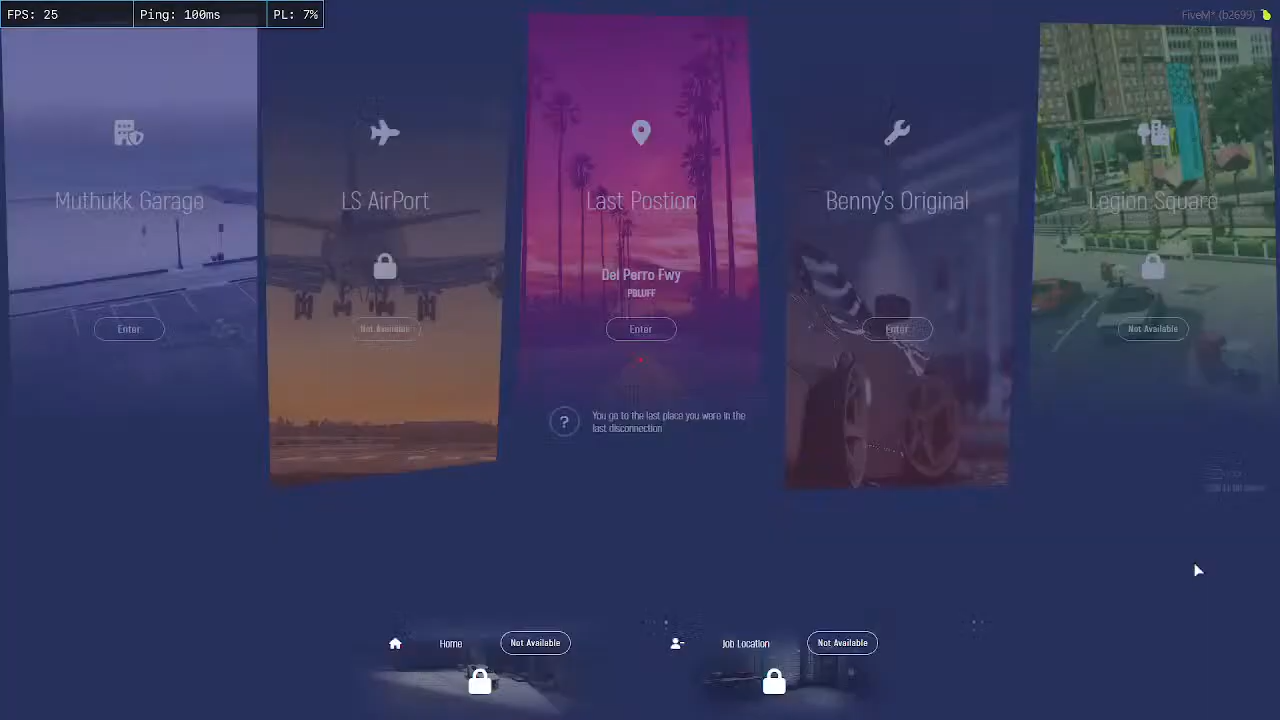 FPS: 25
Ping: 100ms
PL: 7%
FiveM* (b2699)
Muthukk Garage
LS AirPort
Last Postion
Benny's Original
Legion Square
Del Perro Fwy
PBLUFF
Enter
Not Available
Enter
Enter
Not Available
?
You go to the last place you were in the
last disconnection
Home
Not Available
Job Location
Not Available